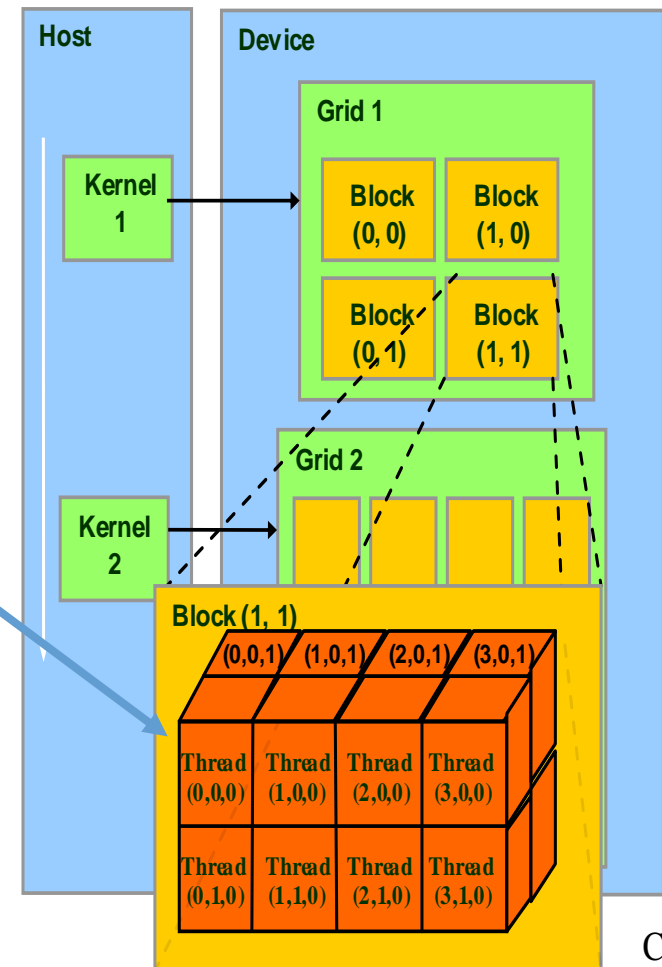 Host
Device
Grid 1
Kernel
1
Block
(0, 0)
Block
(1, 0)
Block
(0, 1)
Block
(1, 1)
Grid 2
Kernel
2
Block (1, 1)
(0,0,1) (1,0,1) (2,0,1) (3,0,1)
Thread
(0,0,0)
Thread
(1,0,0)
Thread
(2,0,0)
Thread
(3,0,0)
Thread
(0,1,0)
Thread
(1,1,0)
Thread
(2,1,0)
Thread
(3,1,0)
C